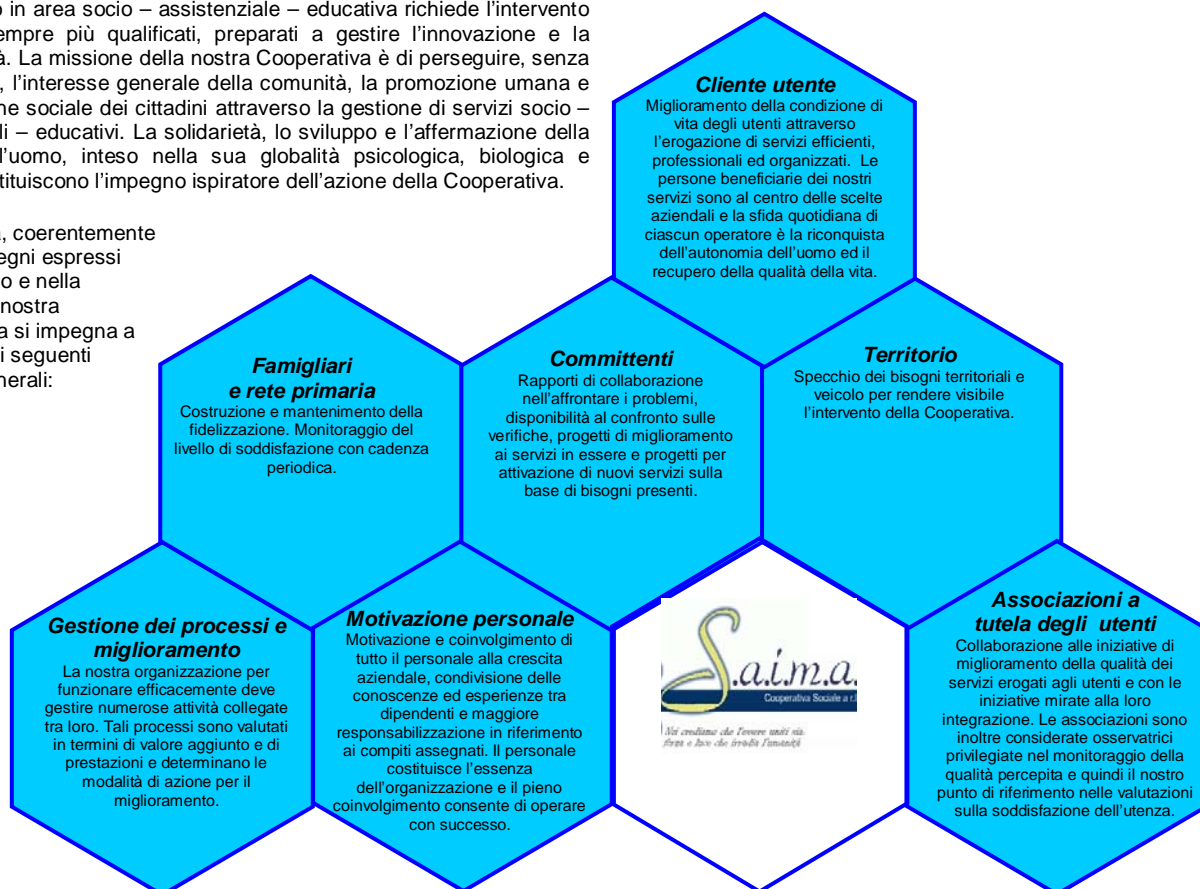 o in area socio – assistenziale – educativa richiede l'intervento
empre più qualificati, preparati a gestire l'innovazione e la
à. La missione della nostra Cooperativa è di perseguire, senza
, l'interesse generale della comunità, la promozione umana e
ne sociale dei cittadini attraverso la gestione di servizi socio –
li – educativi. La solidarietà, lo sviluppo e l'affermazione della
l'uomo, inteso nella sua globalità psicologica, biologica e
tituiscono l'impegno ispiratore dell'azione della Cooperativa.
, coerentemente
egni espressi
o e nella
nostra
a si impegna a
i seguenti
nerali:
Cliente utente
Miglioramento della condizione di
vita degli utenti attraverso
l'erogazione di servizi efficienti,
professionali ed organizzati. Le
persone beneficiarie dei nostri
servizi sono al centro delle scelte
aziendali e la sfida quotidiana di
ciascun operatore è la riconquista
dell'autonomia dell'uomo ed il
recupero della qualità della vita.
Famigliari
e rete primaria
Costruzione e mantenimento della
fidelizzazione. Monitoraggio del
livello di soddisfazione con cadenza
periodica.
Committenti
Rapporti di collaborazione
nell'affrontare i problemi,
disponibilità al confronto sulle
verifiche, progetti di miglioramento
ai servizi in essere e progetti per
attivazione di nuovi servizi sulla
base di bisogni presenti.
Territorio
Specchio dei bisogni territoriali e
veicolo per rendere visibile
l'intervento della Cooperativa.
Gestione dei processi e
miglioramento
La nostra organizzazione per
funzionare efficacemente deve
gestire numerose attività collegate
tra loro. Tali processi sono valutati
in termini di valore aggiunto e di
prestazioni e determinano le
modalità di azione per il
miglioramento.
Motivazione personale
Motivazione e coinvolgimento di
tutto il personale alla crescita
aziendale, condivisione delle
conoscenze ed esperienze tra
dipendenti e maggiore
responsabilizzazione in riferimento
ai compiti assegnati. Il personale
costituisce l'essenza
dell'organizzazione e il pieno
coinvolgimento consente di operare
con successo.
S.a.i.m.a.
Cooperativa Sociale a r.l
Noi crediamo che l'essere uniti sia
forza e luce che irradia l'umanità
Associazioni a
tutela degli utenti
Collaborazione alle iniziative di
miglioramento della qualità dei
servizi erogati agli utenti e con le
iniziative mirate alla loro
integrazione. Le associazioni sono
inoltre considerate osservatrici
privilegiate nel monitoraggio della
qualità percepita e quindi il nostro
punto di riferimento nelle valutazioni
sulla soddisfazione dell'utenza.